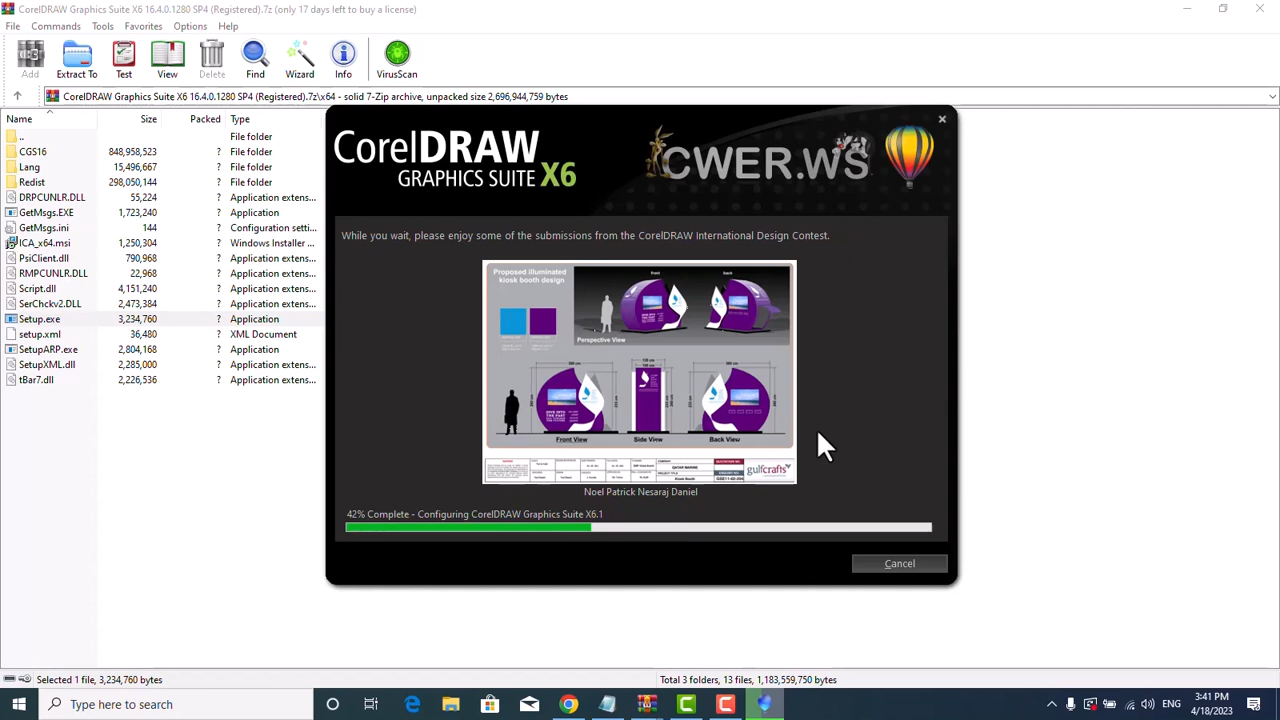 CorelDRAW Graphics Suite X6 16.4.0.1280 SP4 (Registered).7z (only 17 days left to buy a license)
File Commands Tools Favorites Options Help
Add Extract To Test View Delete Find Wizard Info VirusScan
CorelDRAW Graphics Suite X6 16.4.0.1280 SP4 (Registered).7z\x64 - solid 7-Zip archive, unpacked size 2,696,944,759 bytes
Name Size Packed Type
.. File folder
CGS16 848,958,523 ? File folder
Lang 15,496,667 ? File folder
Redist 298,050,144 ? File folder
DRPCUNLR.DLL 55,224 ? Application extens...
GetMsgs.EXE 1,723,240 ? Application
GetMsgs.ini 144 ? Configuration setti...
ICA_x64.msi 1,250,304 ? Windows Installer ...
PsiClient.dll 790,968 ? Application extens...
RMPCUNLR.DLL 22,968 ? Application extens...
Script.dll 4,151,240 ? Application extens...
SerChckv2.DLL 2,473,384 ? Application extens...
Setup.exe 3,234,760 ? Application
setup.xml 36,480 ? XML Document
SetupARP.exe 2,804,168 ? Application
SetupXML.dll 2,285,000 ? Application extens...
tBar7.dll 2,226,536 ? Application extens...
CorelDRAW
GRAPHICS SUITE X6
CWER.WS
While you wait, please enjoy some of the submissions from the CorelDRAW International Design Contest.
Proposed illuminated
kiosk booth design
front back
Perspective View
Front View Side View Back View
gulfcrafts
Noel Patrick Nesaraj Daniel
42% Complete - Configuring CorelDRAW Graphics Suite X6.1
Cancel
Selected 1 file, 3,234,760 bytes
Total 3 folders, 13 files, 1,183,559,750 bytes
Type here to search
ENG
3:41 PM
4/18/2023